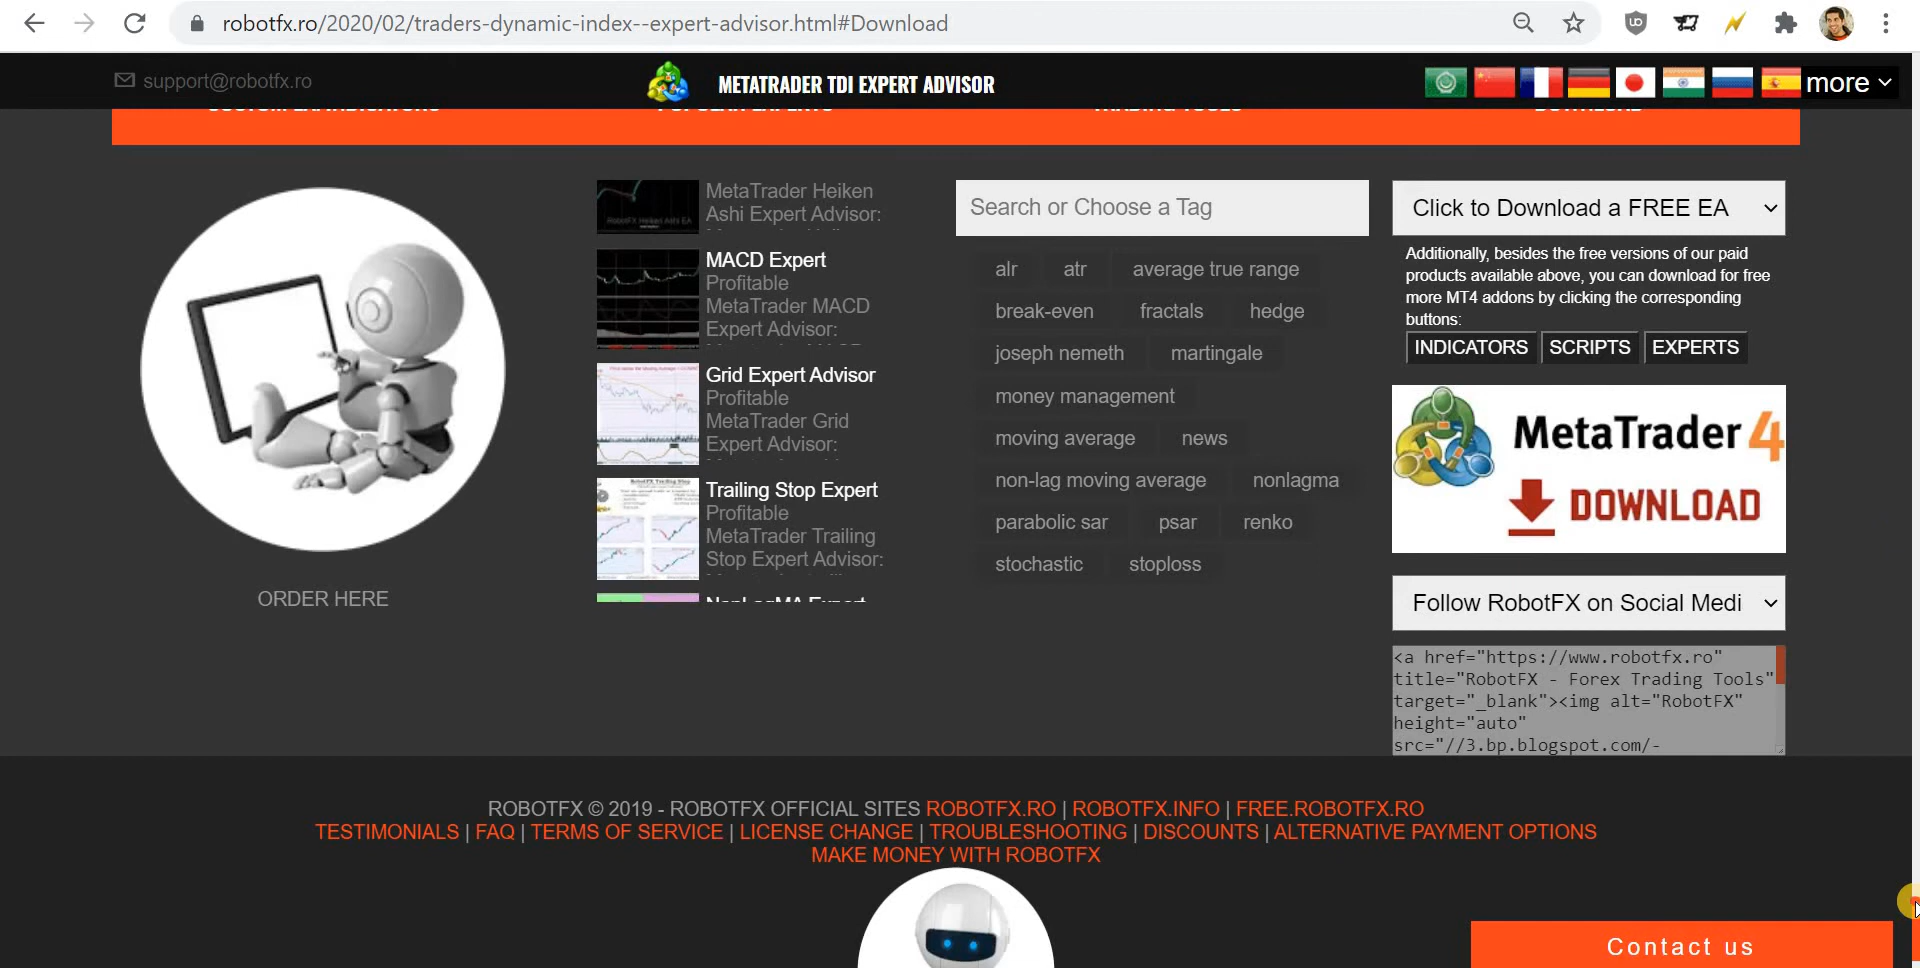 robotfx.ro/2020/02/traders-dynamic-index--expert-advisor.html#Download
support@robotfx.ro
METATRADER TDI EXPERT ADVISOR
more
ORDER HERE
MetaTrader Heiken
Ashi Expert Advisor:
MACD Expert
Profitable
MetaTrader MACD
Expert Advisor:
Grid Expert Advisor
Profitable
MetaTrader Grid
Expert Advisor:
Trailing Stop Expert
Profitable
MetaTrader Trailing
Stop Expert Advisor:
Search or Choose a Tag
alr atr average true range
break-even fractals hedge
joseph nemeth martingale
money management
moving average news
non-lag moving average nonlagma
parabolic sar psar renko
stochastic stoploss
Click to Download a FREE EA
Additionally, besides the free versions of our paid
products available above, you can download for free
more MT4 addons by clicking the corresponding
buttons:
INDICATORS SCRIPTS EXPERTS
MetaTrader 4
DOWNLOAD
Follow RobotFX on Social Medi
<a href="https://www.robotfx.ro"
title="RobotFX - Forex Trading Tools"
target="_blank"><img alt="RobotFX"
height="auto"
src="//3.bp.blogspot.com/-
ROBOTFX © 2019 - ROBOTFX OFFICIAL SITES ROBOTFX.RO | ROBOTFX.INFO | FREE.ROBOTFX.RO
TESTIMONIALS | FAQ | TERMS OF SERVICE | LICENSE CHANGE | TROUBLESHOOTING | DISCOUNTS | ALTERNATIVE PAYMENT OPTIONS
MAKE MONEY WITH ROBOTFX
Contact us